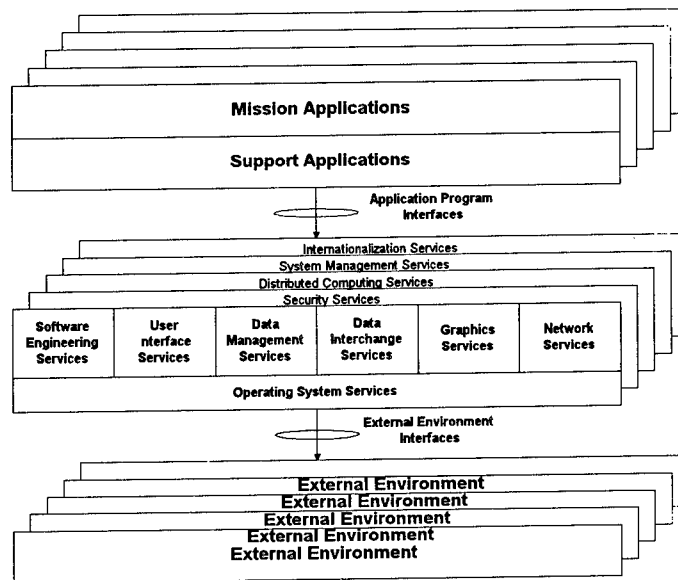 Mission Applications
Support Applications
Application Program
Interfaces
Internationalization Services
System Management Services
Distributed Computing Services
Security Services
Software
Engineering
Services
User
nterface
Services
Data
Management
Services
Data
Interchange
Services
Graphics
Services
Network
Services
Operating System Services
External Environment
Interfaces
External Environment
External Environment
External Environment
External Environment
External Environment